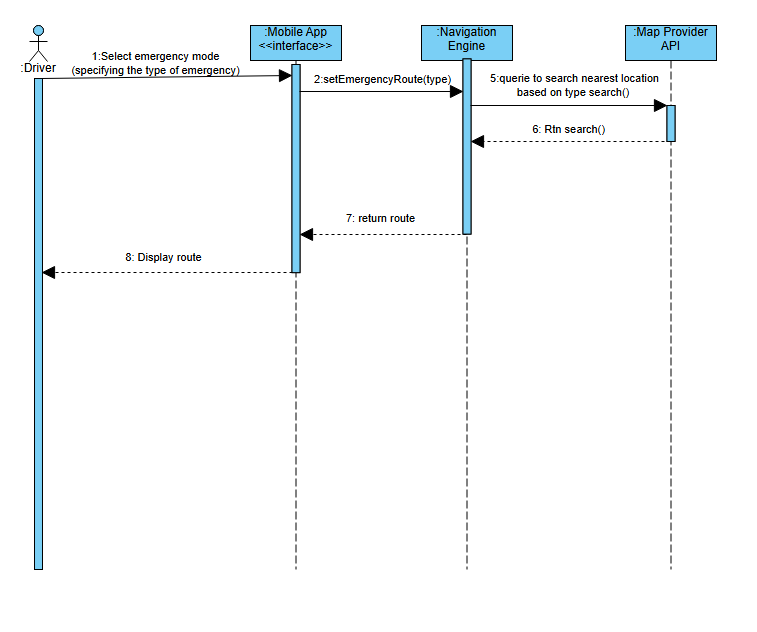 :Mobile App
<<interface>>
:Navigation
Engine
:Map Provider
API
:Driver
1:Select emergency mode
(specifying the type of emergency)
2:setEmergencyRoute(type)
5:querie to search nearest location
based on type search()
6: Rtn search()
7: return route
8: Display route